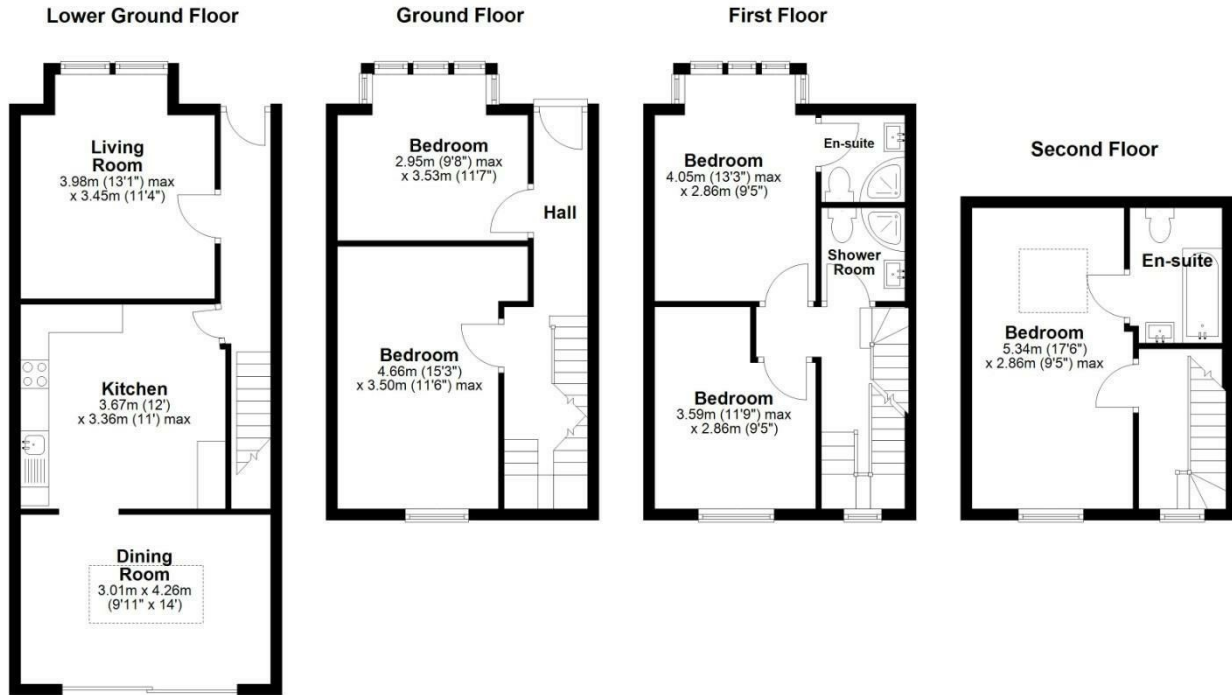 Lower Ground Floor
Living
Room
3.98m (13'1") max
x 3.45m (11'4")
Kitchen
3.67m (12')
x 3.36m (11') max
Dining
Room
3.01m x 4.26m
(9'11" x 14')
Ground Floor
Bedroom
2.95m (9'8") max
x 3.53m (11'7")
Hall
Bedroom
4.66m (15'3")
x 3.50m (11'6") max
First Floor
Bedroom
4.05m (13'3") max
x 2.86m (9'5")
En-suite
Shower
Room
Bedroom
3.59m (11'9") max
x 2.86m (9'5")
Second Floor
En-suite
Bedroom
5.34m (17'6")
x 2.86m (9'5") max